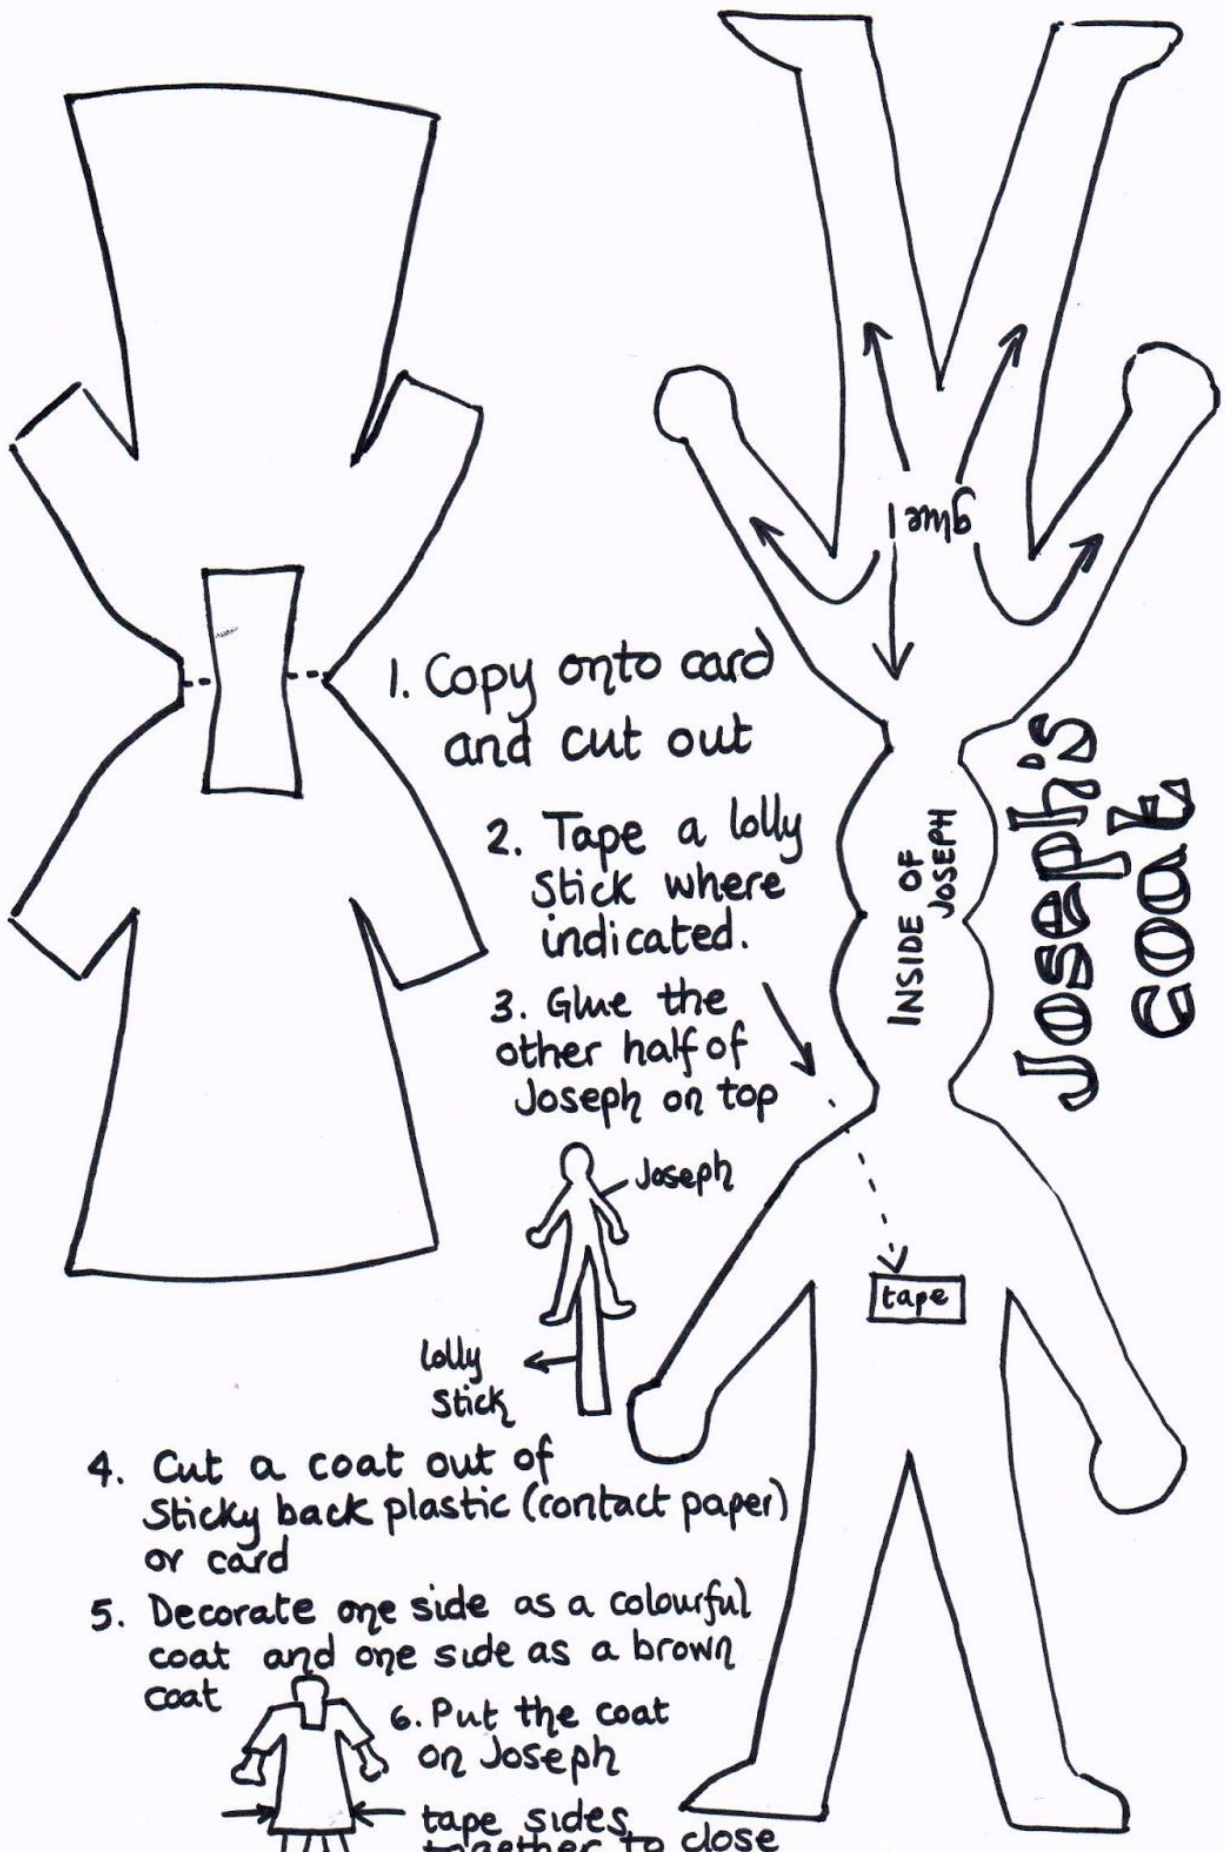 glue
1. Copy onto card
and cut out
2. Tape a lolly
stick where
indicated.
3. Glue the
other half of
Joseph on top
Joseph
lolly
stick
INSIDE OF
JOSEPH
Joseph's
coat
tape
4. Cut a coat out of
sticky back plastic (contact paper)
or card
5. Decorate one side as a colourful
coat and one side as a brown
coat
6. Put the coat
on Joseph
tape sides
together to close